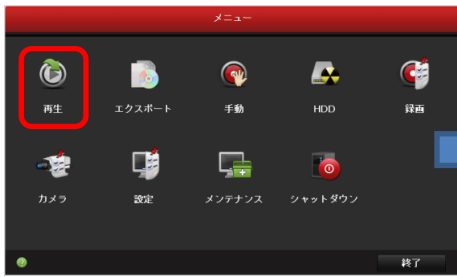 メニュー
再生 エクスポート 手動 HDD 録画
カメラ 設定 メンテナンス シャットダウン
終了